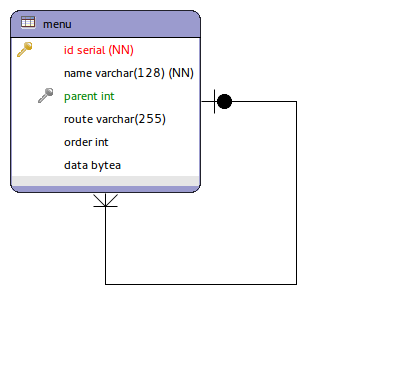 menu
id serial (NN)
name varchar(128) (NN)
parent int
route varchar(255)
order int
data bytea